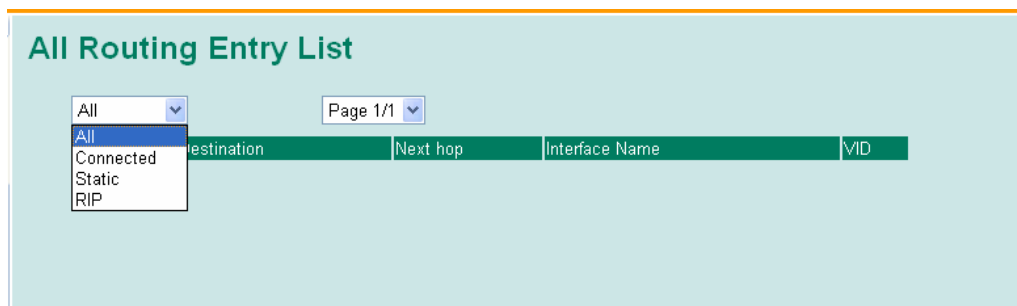 All Routing Entry List
All Page 1/1
All
Connected
Static
RIP
estination Next hop Interface Name VID